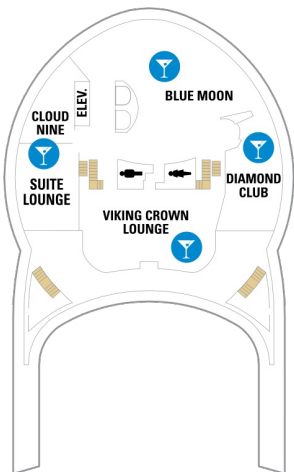 BLUE MOON
ELEV.
CLOUD
NINE
SUITE
LOUNGE
DIAMOND
CLUB
VIKING CROWN
LOUNGE